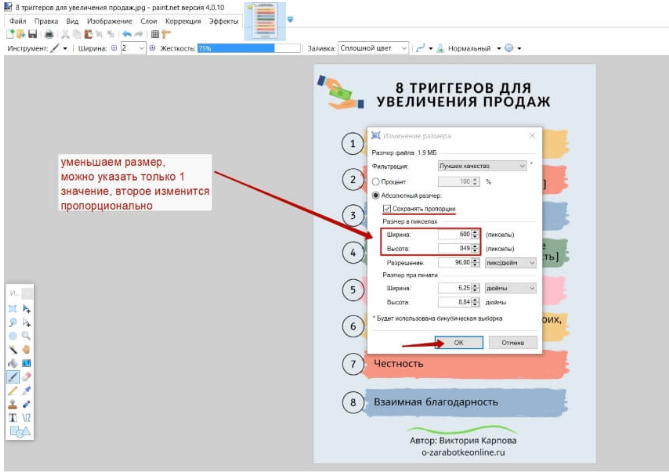 8 триггеров для увеличения продаж.jpg - paint.net версия 4.0.10
Файл Правка Вид Изображение Слои Коррекция Эффекты
Инструмент: Ширина: 2 Жесткость: 75% Заливка: Сплошной цвет Нормальный
8 ТРИГГЕРОВ ДЛЯ
УВЕЛИЧЕНИЯ ПРОДАЖ
уменьшаем размер,
можно указать только 1
значение, второе изменится
пропорционально
Изменение размера
Размер файла: 1,9 МБ
Фильтрация: Лучшее качество *
Процент: 100 %
Абсолютный размер:
Сохранять пропорции
Размер в пикселах
Ширина: 600 (пикселы)
Высота: 849 (пикселы)
Разрешение: 96,00 пикс/дюйм
Размер при печати
Ширина: 6,25 дюймы
Высота: 8,84 дюймы
* Будет использована бикубическая выборка
OK Отмена
1
2
]
3
4
е
ть]
5
6
оих,
7 Честность
8 Взаимная благодарность
Автор: Виктория Карпова
o-zarabotkeonline.ru
И...